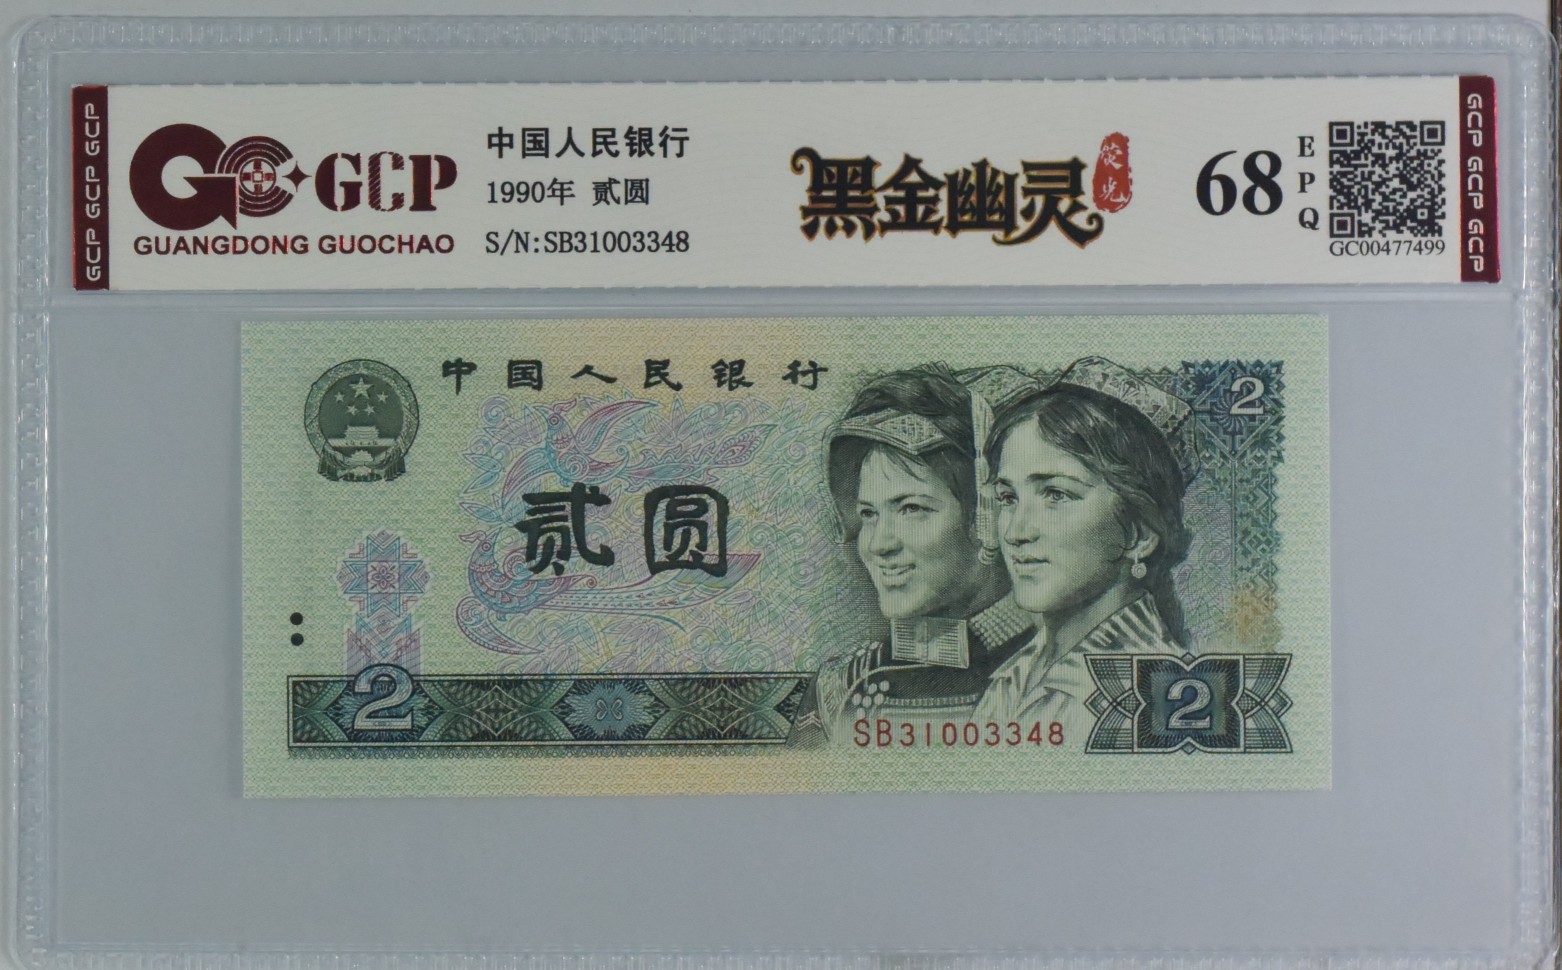 GCP GCP GCP
GCP
GUANGDONG GUOCHAO
中国人民银行
1990年 贰圆
S/N:SB31003348
黑金幽灵
荧光
68
EPQ
GC00477499
GCP GCP GCP
中国人民银行
2
贰圆
2
SB31003348
2